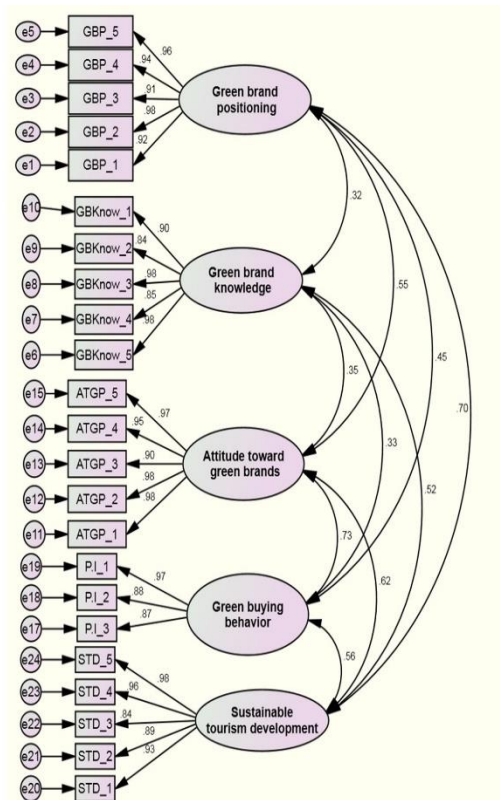 e5 GBP_5 .96
e4 GBP_4 .94
e3 GBP_3 .91
e2 GBP_2 .98
e1 GBP_1 .92
Green brand
positioning
.32
e10 GBKnow_1 .90
e9 GBKnow_2 .84
e8 GBKnow_3 .98
e7 GBKnow_4 .85
e6 GBKnow_5 .98
Green brand
knowledge
.55
.35
.45
.33
.70
.52
e15 ATGP_5 .97
e14 ATGP_4 .95
e13 ATGP_3 .90
e12 ATGP_2 .98
e11 ATGP_1 .98
Attitude toward
green brands
.73
.62
e19 P.I_1 .97
e18 P.I_2 .88
e17 P.I_3 .87
Green buying
behavior
.56
e24 STD_5 .98
e23 STD_4 .96
e22 STD_3 .84
e21 STD_2 .89
e20 STD_1 .93
Sustainable
tourism development